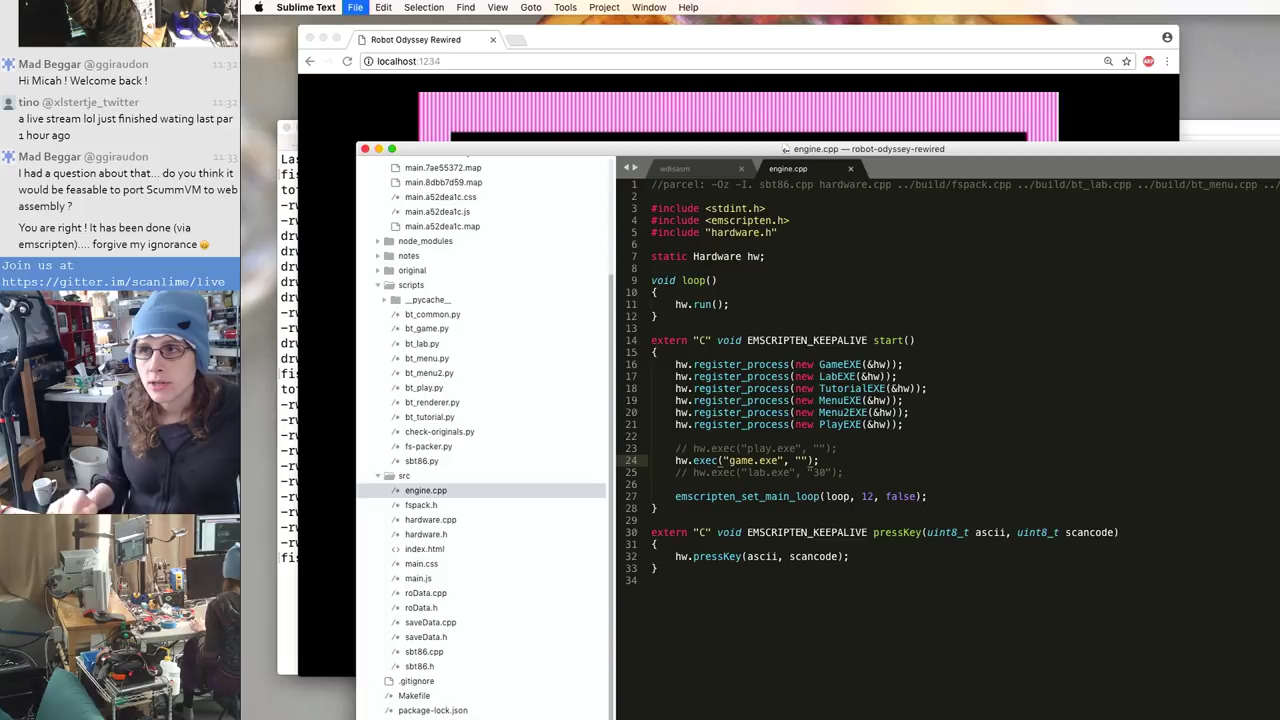 Sublime Text File Edit Selection Find View Goto Tools Project Window Help
Robot Odyssey Rewired
localhost:1234
Mad Beggar @ggiraudon 11:32
Hi Micah ! Welcome back !
tino @xlstertje_twitter 11:32
a live stream lol just finished wating last par
1 hour ago
Mad Beggar @ggiraudon 11:33
I had a question about that... do you think it
would be feasable to port ScummVM to web
assembly ?
You are right ! It has been done (via
emscripten).... forgive my ignorance
Join us at
https://gitter.im/scanlime/live
engine.cpp — robot-odyssey-rewired
main.7ae55372.map
main.8dbb7d59.map
main.a52dea1c.css
main.a52dea1c.js
main.a52dea1c.map
node_modules
notes
original
scripts
__pycache__
bt_common.py
bt_game.py
bt_lab.py
bt_menu.py
bt_menu2.py
bt_play.py
bt_renderer.py
bt_tutorial.py
check-originals.py
fs-packer.py
sbt86.py
src
engine.cpp
fspack.h
hardware.cpp
hardware.h
index.html
main.css
main.js
roData.cpp
roData.h
saveData.cpp
saveData.h
sbt86.cpp
sbt86.h
.gitignore
Makefile
package-lock.json
wdisasm
engine.cpp
1 //parcel: -Oz -I. sbt86.cpp hardware.cpp ../build/fspack.cpp ../build/bt_lab.cpp ../build/bt_menu.cpp ../
2
3 #include <stdint.h>
4 #include <emscripten.h>
5 #include "hardware.h"
6
7 static Hardware hw;
8
9 void loop()
10 {
11 hw.run();
12 }
13
14 extern "C" void EMSCRIPTEN_KEEPALIVE start()
15 {
16 hw.register_process(new GameEXE(&hw));
17 hw.register_process(new LabEXE(&hw));
18 hw.register_process(new TutorialEXE(&hw));
19 hw.register_process(new MenuEXE(&hw));
20 hw.register_process(new Menu2EXE(&hw));
21 hw.register_process(new PlayEXE(&hw));
22
23 // hw.exec("play.exe", "");
24 hw.exec("game.exe", "");
25 // hw.exec("lab.exe", "30");
26
27 emscripten_set_main_loop(loop, 12, false);
28 }
29
30 extern "C" void EMSCRIPTEN_KEEPALIVE pressKey(uint8_t ascii, uint8_t scancode)
31 {
32 hw.pressKey(ascii, scancode);
33 }
34